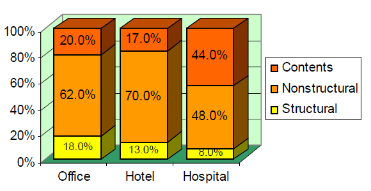 100%
80%
60%
40%
20%
0%
20.0%
17.0%
44.0%
62.0%
70.0%
48.0%
18.0%
13.0%
8.0%
Office
Hotel
Hospital
Contents
Nonstructural
Structural